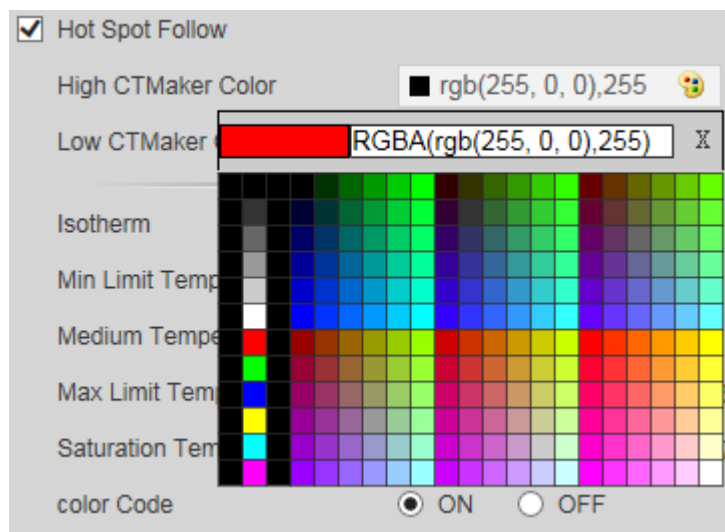 Hot Spot Follow
High CTMaker Color rgb(255, 0, 0),255
Low CTMaker RGBA(rgb(255, 0, 0),255) X
Isotherm
Min Limit Temp
Medium Tempe
Max Limit Tem
Saturation Tem
color Code ON OFF